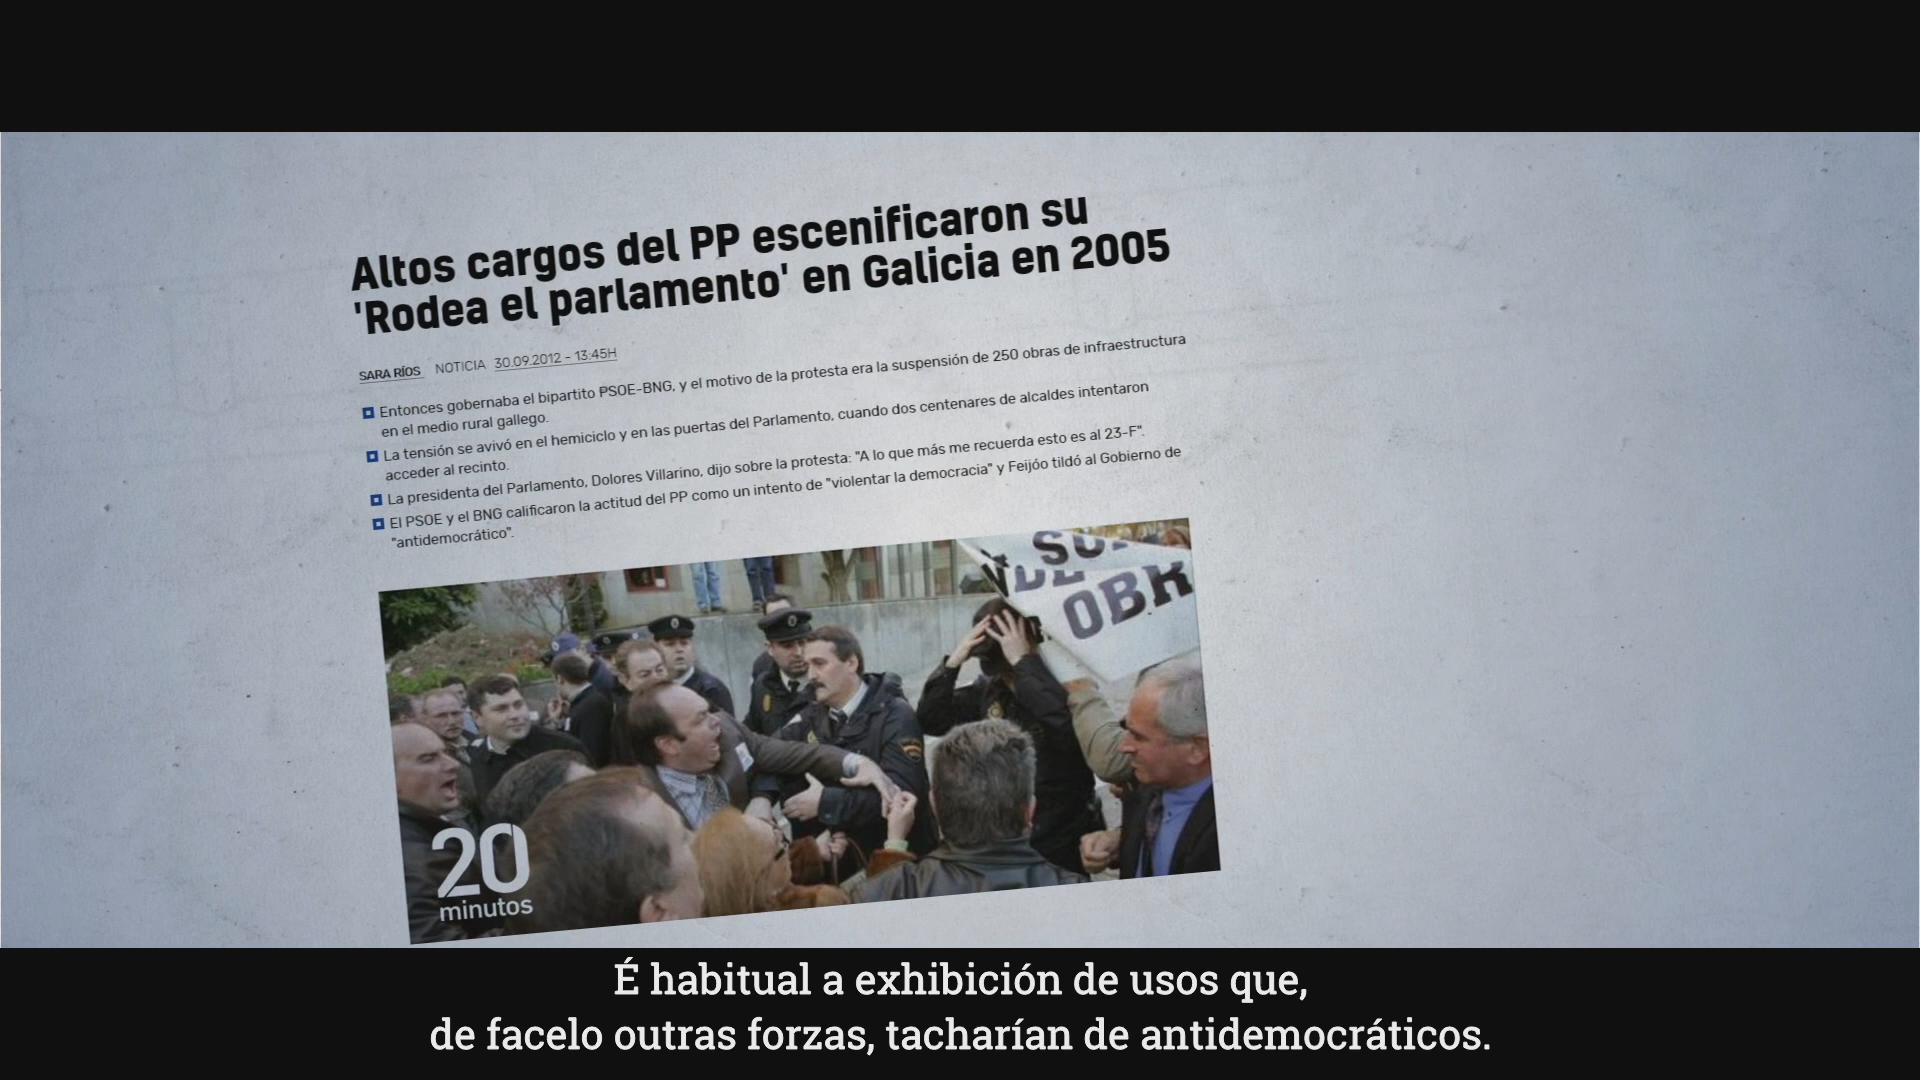 Altos cargos del PP escenificaron su
'Rodea el parlamento' en Galicia en 2005
SARA RÍOS NOTICIA 30.09.2012 - 13:45H
Entonces gobernaba el bipartito PSOE-BNG, y el motivo de la protesta era la suspensión de 250 obras de infraestructura
en el medio rural gallego.
La tensión se avivó en el hemiciclo y en las puertas del Parlamento, cuando dos centenares de alcaldes intentaron
acceder al recinto.
La presidenta del Parlamento, Dolores Villarino, dijo sobre la protesta: "A lo que más me recuerda esto es al 23-F".
El PSOE y el BNG calificaron la actitud del PP como un intento de "violentar la democracia" y Feijóo tildó al Gobierno de
"antidemocrático".
DE
OBR
20
minutos
É habitual a exhibición de usos que,
de facelo outras forzas, tacharían de antidemocráticos.